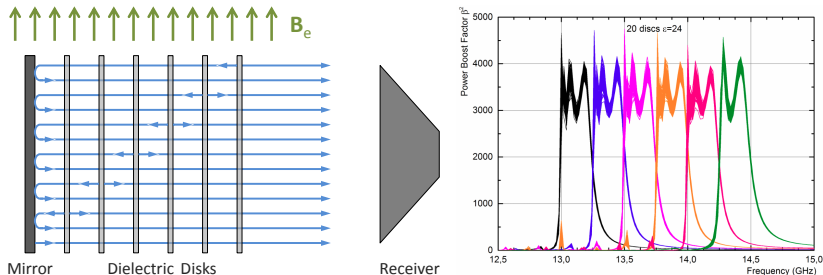 B_e
Mirror
Dielectric Disks
Receiver
Power Boost Factor β²
5000
4000
3000
2000
1000
0
20 discs ε=24
12,5
13,0
13,5
14,0
14,5
15,0
Frequency (GHz)